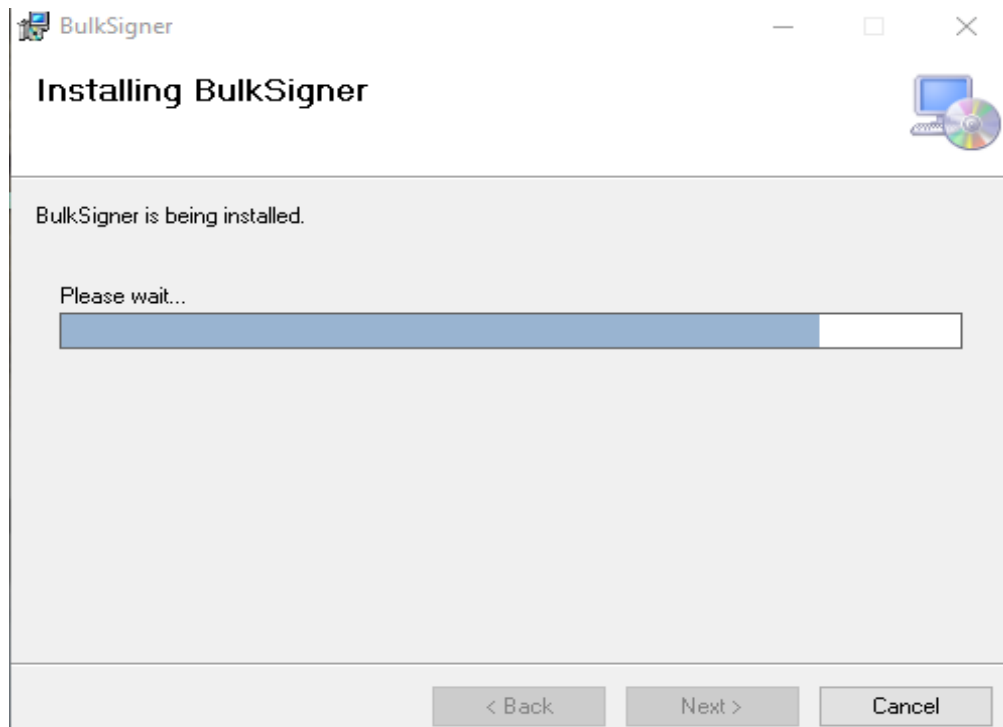 BulkSigner
Installing BulkSigner
BulkSigner is being installed.
Please wait...
< Back
Next >
Cancel